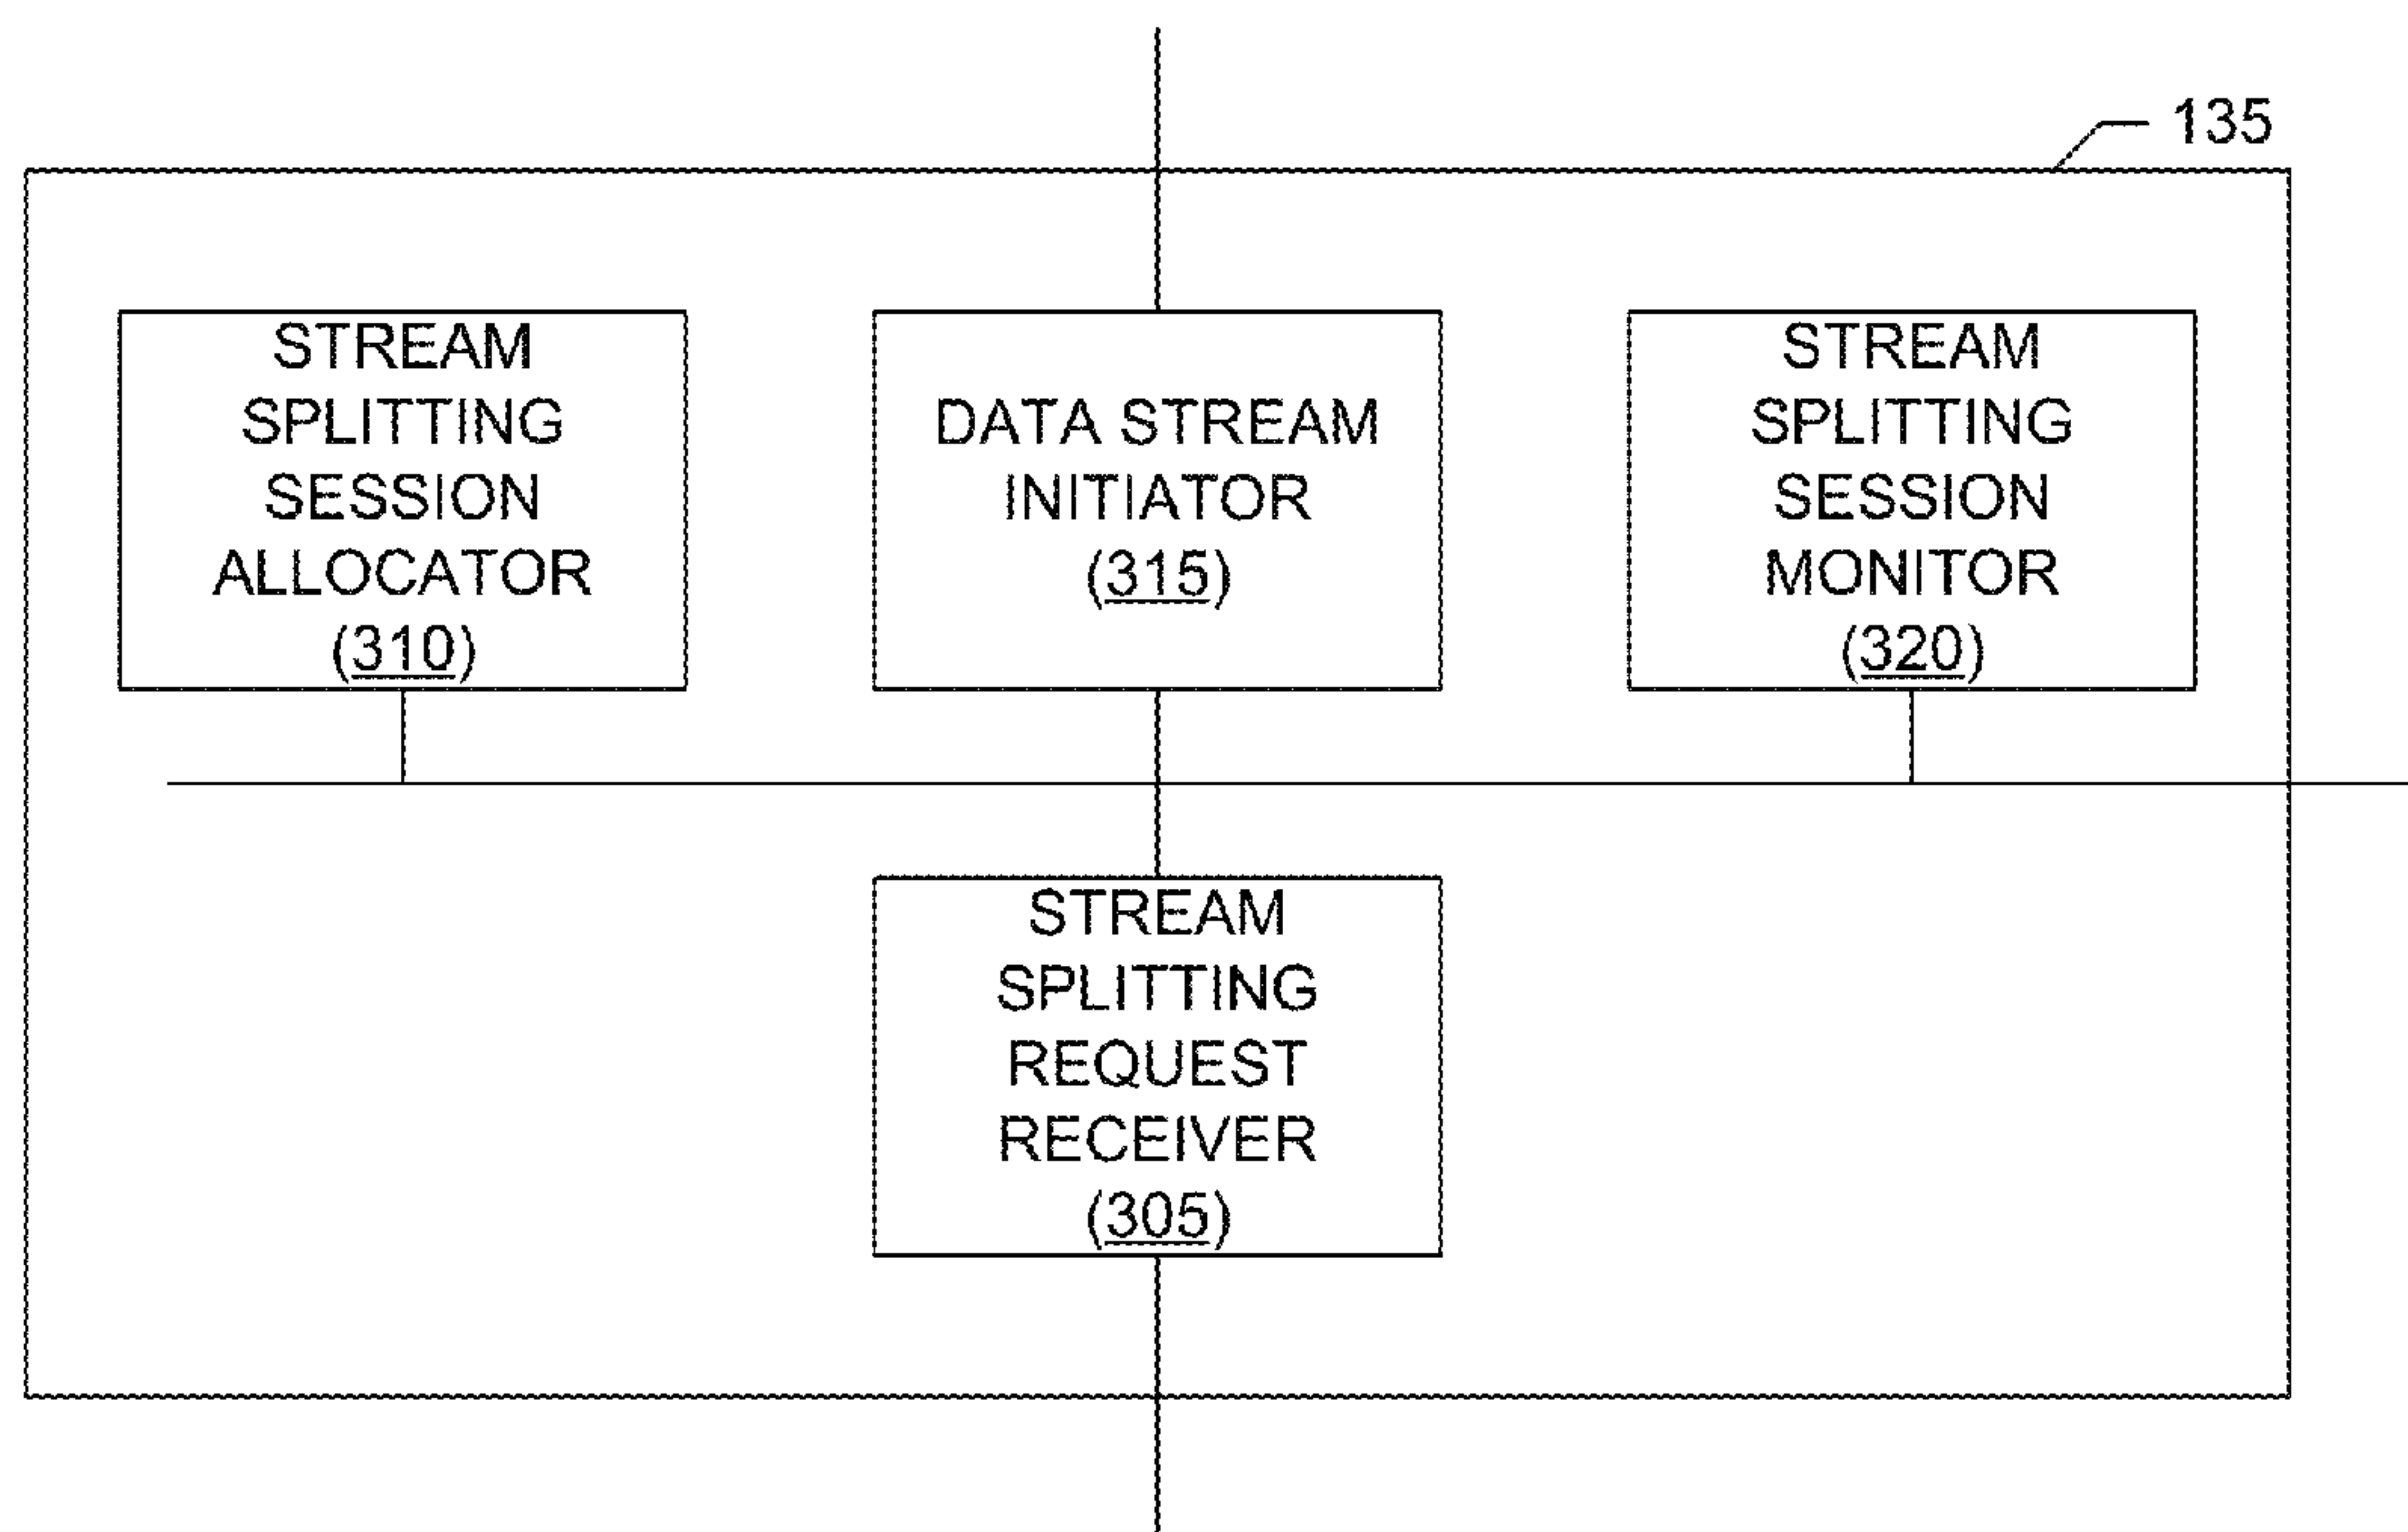 135
STREAM
SPLITTING
SESSION
ALLOCATOR
(310)
DATA STREAM
INITIATOR
(315)
STREAM
SPLITTING
SESSION
MONITOR
(320)
STREAM
SPLITTING
REQUEST
RECEIVER
(305)